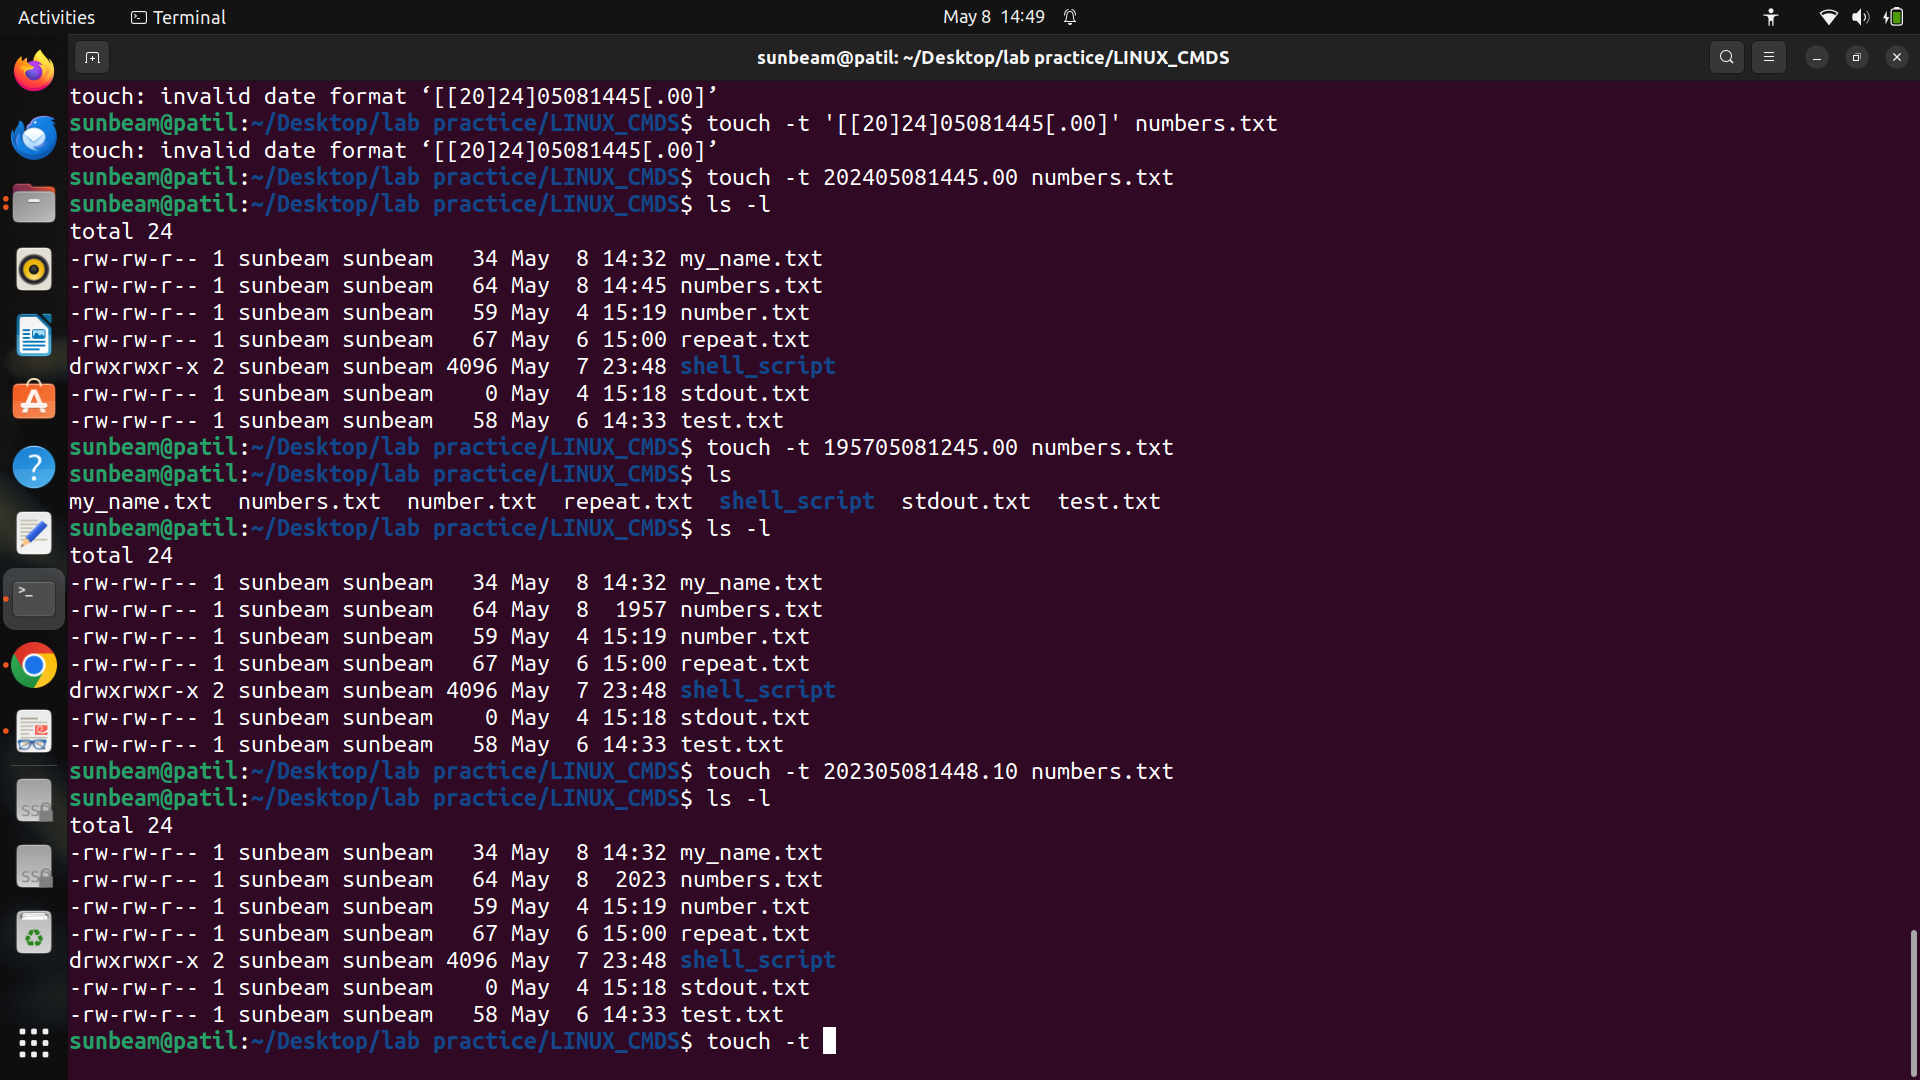 Activities Terminal May 8 14:49
sunbeam@patil: ~/Desktop/lab practice/LINUX_CMDS
touch: invalid date format ‘[[20]24]05081445[.00]’
sunbeam@patil:~/Desktop/lab practice/LINUX_CMDS$ touch -t '[[20]24]05081445[.00]' numbers.txt
touch: invalid date format ‘[[20]24]05081445[.00]’
sunbeam@patil:~/Desktop/lab practice/LINUX_CMDS$ touch -t 202405081445.00 numbers.txt
sunbeam@patil:~/Desktop/lab practice/LINUX_CMDS$ ls -l
total 24
-rw-rw-r-- 1 sunbeam sunbeam   34 May  8 14:32 my_name.txt
-rw-rw-r-- 1 sunbeam sunbeam   64 May  8 14:45 numbers.txt
-rw-rw-r-- 1 sunbeam sunbeam   59 May  4 15:19 number.txt
-rw-rw-r-- 1 sunbeam sunbeam   67 May  6 15:00 repeat.txt
drwxrwxr-x 2 sunbeam sunbeam 4096 May  7 23:48 shell_script
-rw-rw-r-- 1 sunbeam sunbeam    0 May  4 15:18 stdout.txt
-rw-rw-r-- 1 sunbeam sunbeam   58 May  6 14:33 test.txt
sunbeam@patil:~/Desktop/lab practice/LINUX_CMDS$ touch -t 195705081245.00 numbers.txt
sunbeam@patil:~/Desktop/lab practice/LINUX_CMDS$ ls
my_name.txt  numbers.txt  number.txt  repeat.txt  shell_script  stdout.txt  test.txt
sunbeam@patil:~/Desktop/lab practice/LINUX_CMDS$ ls -l
total 24
-rw-rw-r-- 1 sunbeam sunbeam   34 May  8 14:32 my_name.txt
-rw-rw-r-- 1 sunbeam sunbeam   64 May  8  1957 numbers.txt
-rw-rw-r-- 1 sunbeam sunbeam   59 May  4 15:19 number.txt
-rw-rw-r-- 1 sunbeam sunbeam   67 May  6 15:00 repeat.txt
drwxrwxr-x 2 sunbeam sunbeam 4096 May  7 23:48 shell_script
-rw-rw-r-- 1 sunbeam sunbeam    0 May  4 15:18 stdout.txt
-rw-rw-r-- 1 sunbeam sunbeam   58 May  6 14:33 test.txt
sunbeam@patil:~/Desktop/lab practice/LINUX_CMDS$ touch -t 202305081448.10 numbers.txt
sunbeam@patil:~/Desktop/lab practice/LINUX_CMDS$ ls -l
total 24
-rw-rw-r-- 1 sunbeam sunbeam   34 May  8 14:32 my_name.txt
-rw-rw-r-- 1 sunbeam sunbeam   64 May  8  2023 numbers.txt
-rw-rw-r-- 1 sunbeam sunbeam   59 May  4 15:19 number.txt
-rw-rw-r-- 1 sunbeam sunbeam   67 May  6 15:00 repeat.txt
drwxrwxr-x 2 sunbeam sunbeam 4096 May  7 23:48 shell_script
-rw-rw-r-- 1 sunbeam sunbeam    0 May  4 15:18 stdout.txt
-rw-rw-r-- 1 sunbeam sunbeam   58 May  6 14:33 test.txt
sunbeam@patil:~/Desktop/lab practice/LINUX_CMDS$ touch -t